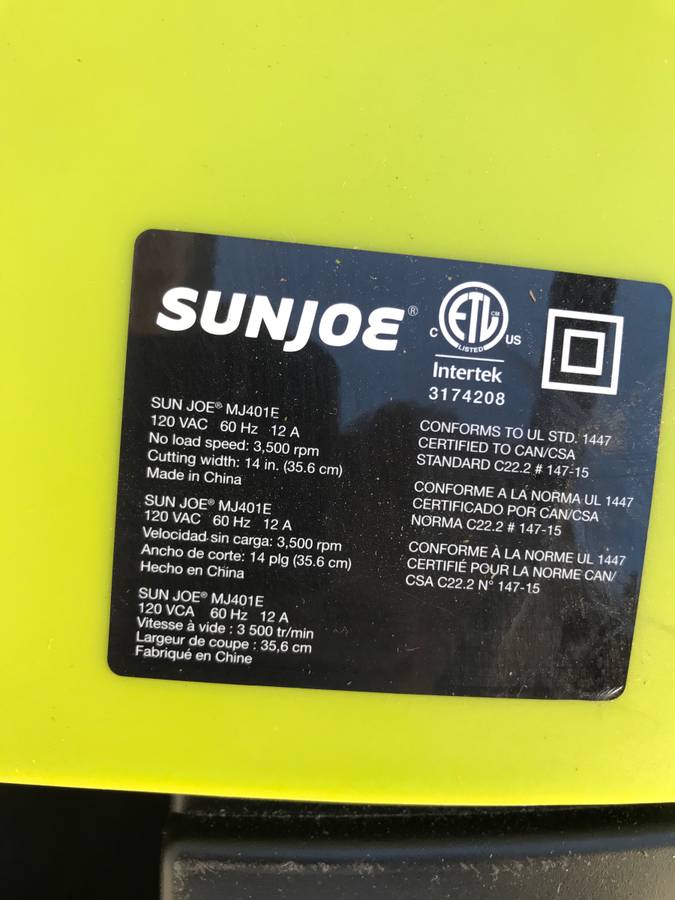 SUNJOE®
SUN JOE® MJ401E
120 VAC 60 Hz 12 A
No load speed: 3,500 rpm
Cutting width: 14 in. (35.6 cm)
Made in China
SUN JOE® MJ401E
120 VAC 60 Hz 12 A
Velocidad sin carga: 3,500 rpm
Ancho de corte: 14 plg (35.6 cm)
Hecho en China
SUN JOE® MJ401E
120 VCA 60 Hz 12 A
Vitesse à vide : 3 500 tr/min
Largeur de coupe : 35,6 cm
Fabriqué en Chine
ETL CM
C US
LISTED
Intertek
3174208
CONFORMS TO UL STD. 1447
CERTIFIED TO CAN/CSA
STANDARD C22.2 # 147-15
CONFORME A LA NORMA UL 1447
CERTIFICADO POR CAN/CSA
NORMA C22.2 # 147-15
CONFORME À LA NORME UL 1447
CERTIFIÉ POUR LA NORME CAN/
CSA C22.2 N° 147-15